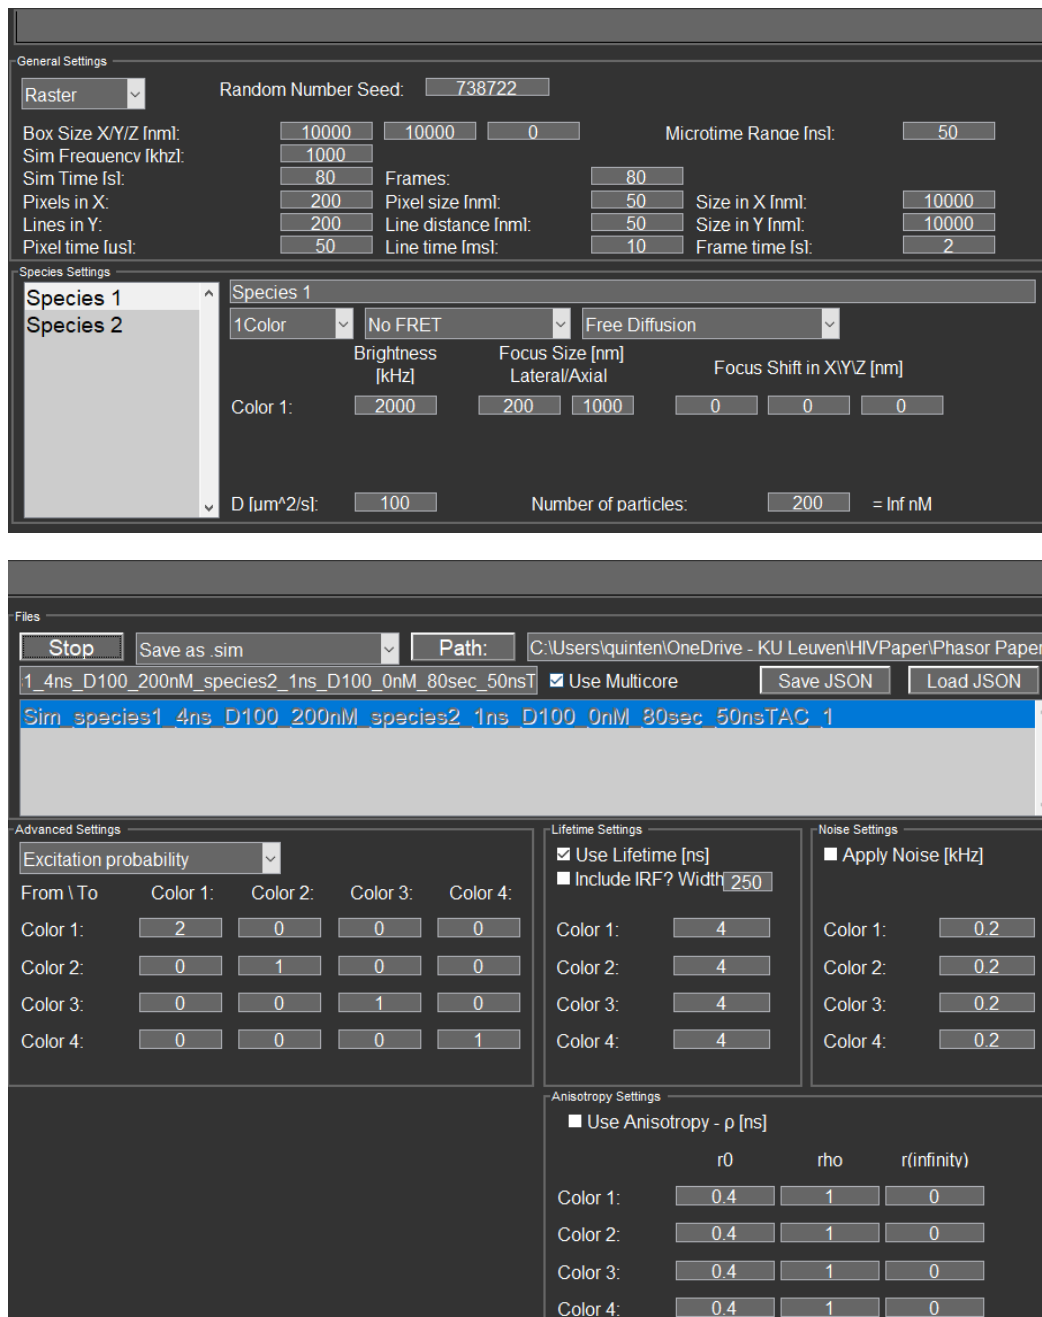 General Settings
Raster Random Number Seed: 738722
Box Size X/Y/Z [nm]: 10000 10000 0 Microtime Range [ns]: 50
Sim Frequency [khz]: 1000
Sim Time [s]: 80 Frames: 80
Pixels in X: 200 Pixel size [nm]: 50 Size in X [nm]: 10000
Lines in Y: 200 Line distance [nm]: 50 Size in Y [nm]: 10000
Pixel time [us]: 50 Line time [ms]: 10 Frame time [s]: 2
Species Settings
Species 1
Species 2
Species 1
1Color No FRET Free Diffusion
Brightness [kHz] Focus Size [nm] Lateral/Axial Focus Shift in X\Y\Z [nm]
Color 1: 2000 200 1000 0 0 0
D [µm^2/s]: 100 Number of particles: 200 = Inf nM
Files
Stop Save as .sim Path: C:\Users\quinten\OneDrive - KU Leuven\HIVPaper\Phasor Paper
1_4ns_D100_200nM_species2_1ns_D100_0nM_80sec_50nsT Use Multicore Save JSON Load JSON
Sim_species1_4ns_D100_200nM_species2_1ns_D100_0nM_80sec_50nsTAC_1
Advanced Settings
Excitation probability
From \ To Color 1: Color 2: Color 3: Color 4:
Color 1: 2 0 0 0
Color 2: 0 1 0 0
Color 3: 0 0 1 0
Color 4: 0 0 0 1
Lifetime Settings
Use Lifetime [ns]
Include IRF? Width 250
Color 1: 4
Color 2: 4
Color 3: 4
Color 4: 4
Noise Settings
Apply Noise [kHz]
Color 1: 0.2
Color 2: 0.2
Color 3: 0.2
Color 4: 0.2
Anisotropy Settings
Use Anisotropy - ρ [ns]
r0 rho r(infinity)
Color 1: 0.4 1 0
Color 2: 0.4 1 0
Color 3: 0.4 1 0
Color 4: 0.4 1 0